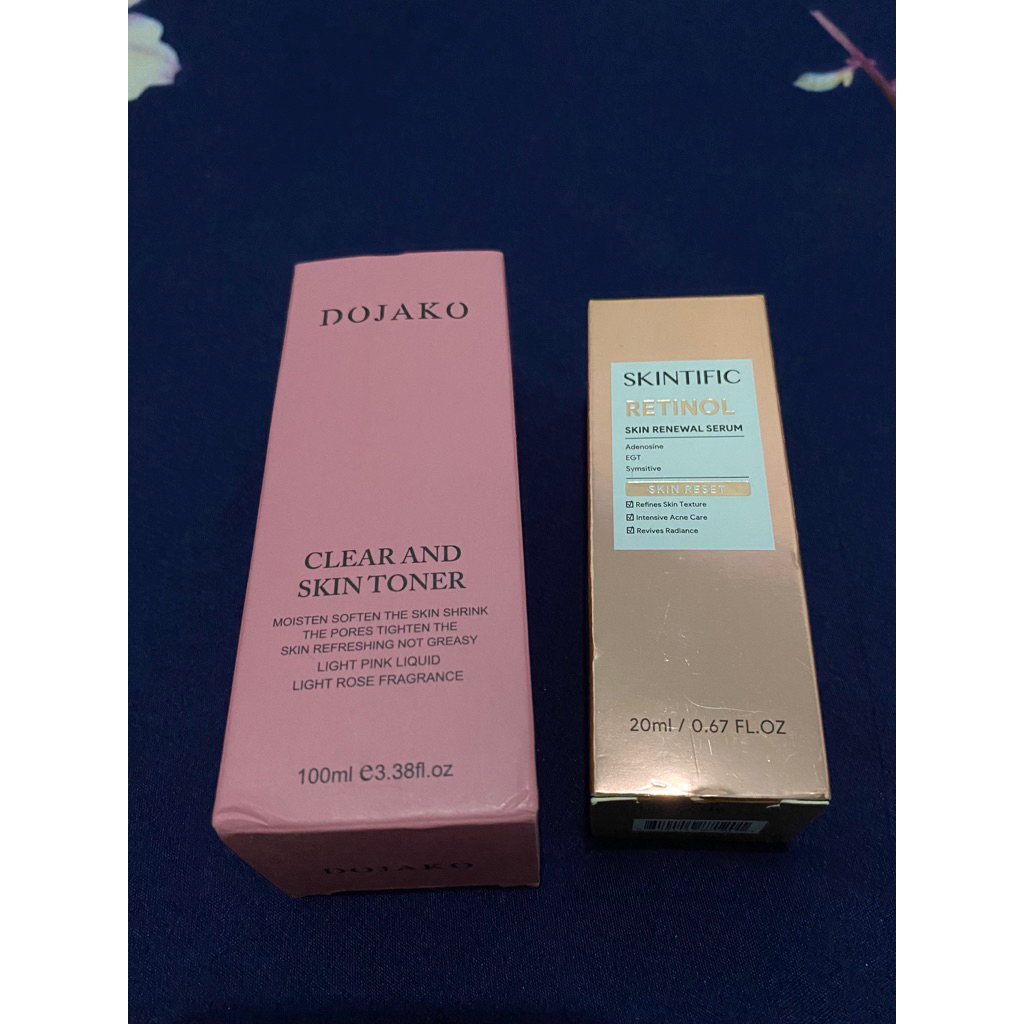 DOJAKO
CLEAR AND
SKIN TONER
MOISTEN SOFTEN THE SKIN SHRINK
THE PORES TIGHTEN THE
SKIN REFRESHING NOT GREASY
LIGHT PINK LIQUID
LIGHT ROSE FRAGRANCE
100ml ℮3.38fl.oz
DOJAKO
SKINTIFIC
RETINOL
SKIN RENEWAL SERUM
Adenosine
EGT
Symsitive
SKIN RESET
☑ Refines Skin Texture
☑ Intensive Acne Care
☑ Revives Radiance
20ml / 0.67 FL.OZ